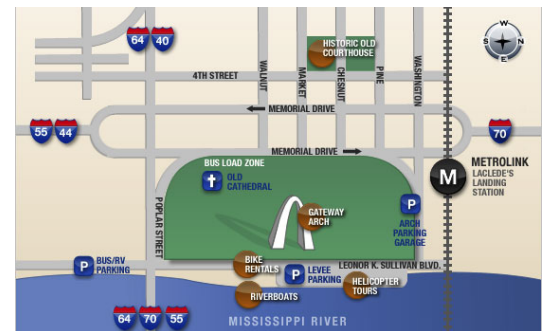 64
40
HISTORIC OLD
COURTHOUSE
W
S
N
E
4TH STREET
WALNUT
MARKET
CHESNUT
PINE
WASHINGTON
MEMORIAL DRIVE
55
44
70
MEMORIAL DRIVE
BUS LOAD ZONE
METROLINK
LACLEDE'S
LANDING
STATION
M
OLD
CATHEDRAL
POPLAR STREET
GATEWAY
ARCH
P
ARCH
PARKING
GARAGE
P
BUS/RV
PARKING
BIKE
RENTALS
P
LEVEE
PARKING
LEONOR K. SULLIVAN BLVD.
HELICOPTER
TOURS
RIVERBOATS
64
70
55
MISSISSIPPI RIVER